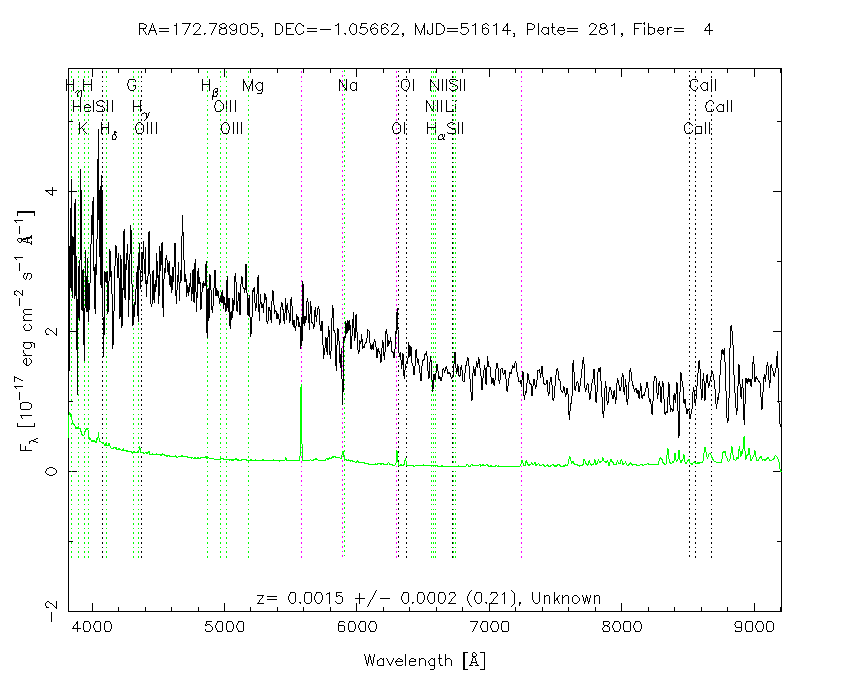 RA=172.78905, DEC=−1.05662, MJD=51614, Plate= 281, Fiber= 4
H G Hβ Mg Na OI NII SII CaII
HeI SII Hγ OIII NII Li CaII
K Hδ OIII OIII OI Hα SII CaII
4
2
0
−2
Fλ [10−17 erg cm−2 s−1 Å−1]
z= 0.0015 +/− 0.0002 (0.21), Unknown
4000 5000 6000 7000 8000 9000
Wavelength [Å]